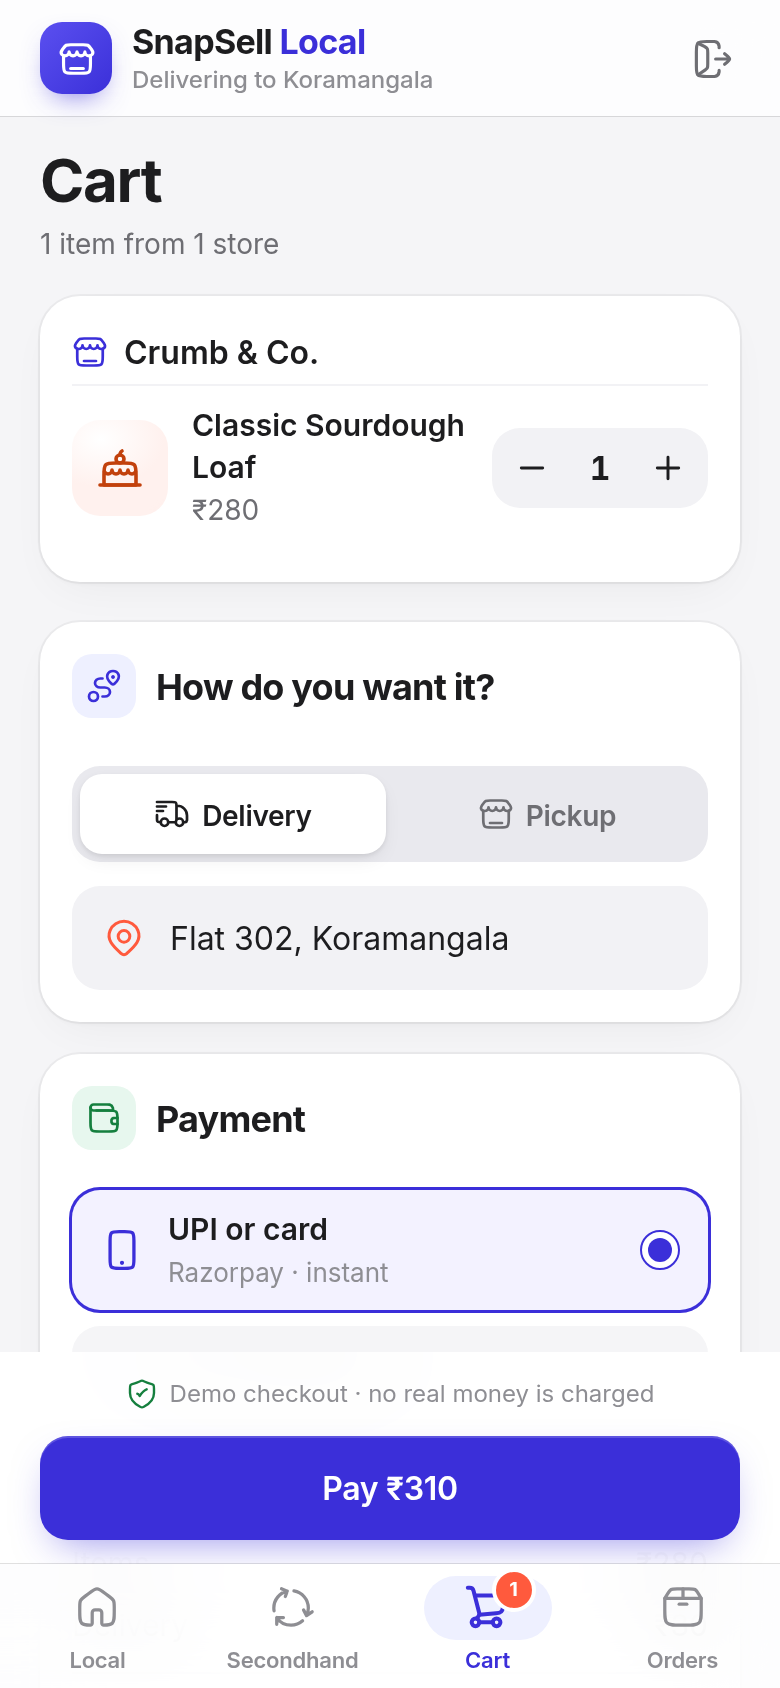 SnapSell Local
Delivering to Koramangala
Cart
1 item from 1 store
Crumb & Co.
Classic Sourdough
Loaf
₹280
1
How do you want it?
Delivery
Pickup
Flat 302, Koramangala
Payment
UPI or card
Razorpay · instant
Demo checkout · no real money is charged
Pay ₹310
₹280
1
Local
Secondhand
Cart
Orders